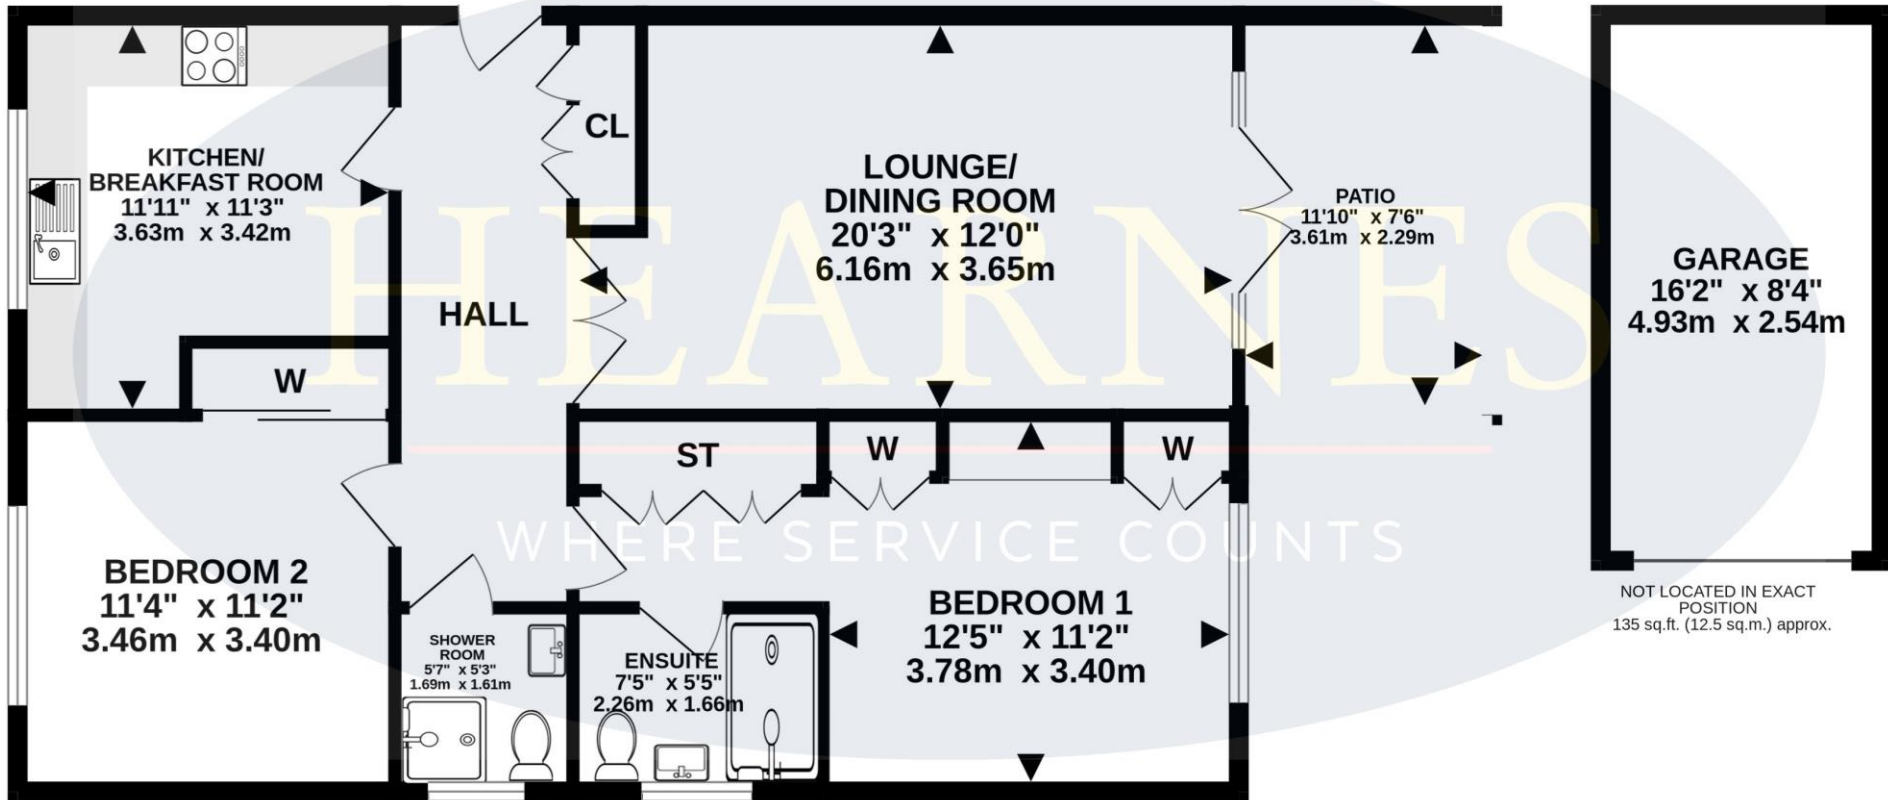 KITCHEN/
BREAKFAST ROOM
11'11" x 11'3"
3.63m x 3.42m
W
HALL
CL
LOUNGE/
DINING ROOM
20'3" x 12'0"
6.16m x 3.65m
PATIO
11'10" x 7'6"
3.61m x 2.29m
GARAGE
16'2" x 8'4"
4.93m x 2.54m
NOT LOCATED IN EXACT
POSITION
135 sq.ft. (12.5 sq.m.) approx.
BEDROOM 2
11'4" x 11'2"
3.46m x 3.40m
SHOWER
ROOM
5'7" x 5'3"
1.69m x 1.61m
ENSUITE
7'5" x 5'5"
2.26m x 1.66m
ST
W
W
BEDROOM 1
12'5" x 11'2"
3.78m x 3.40m
HEARNES
WHERE SERVICE COUNTS